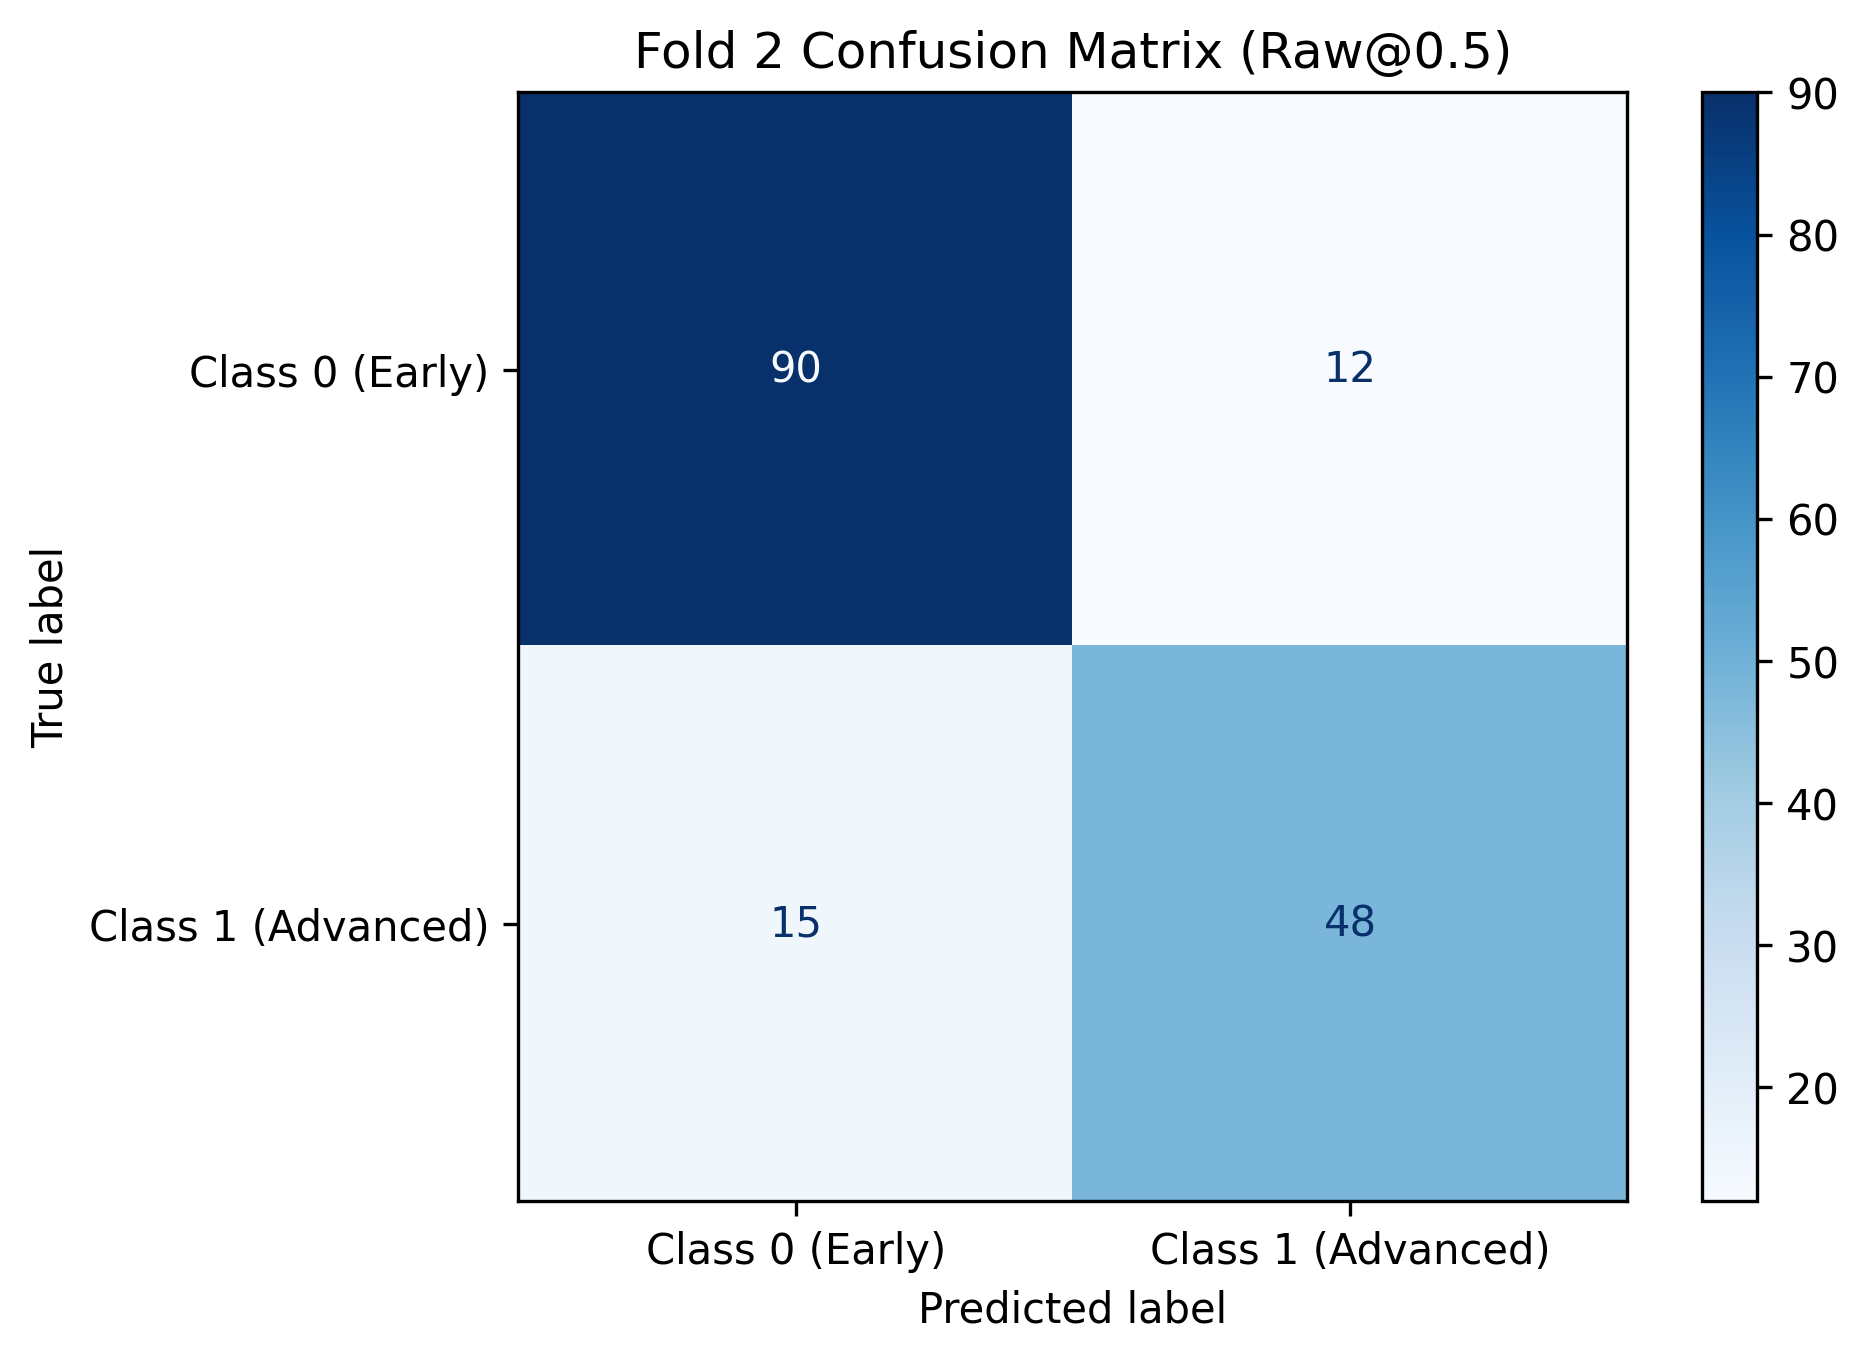 Fold 2 Confusion Matrix (Raw@0.5)
True label
Class 0 (Early)
90
12
Class 1 (Advanced)
15
48
Class 0 (Early)
Class 1 (Advanced)
Predicted label
90
80
70
60
50
40
30
20